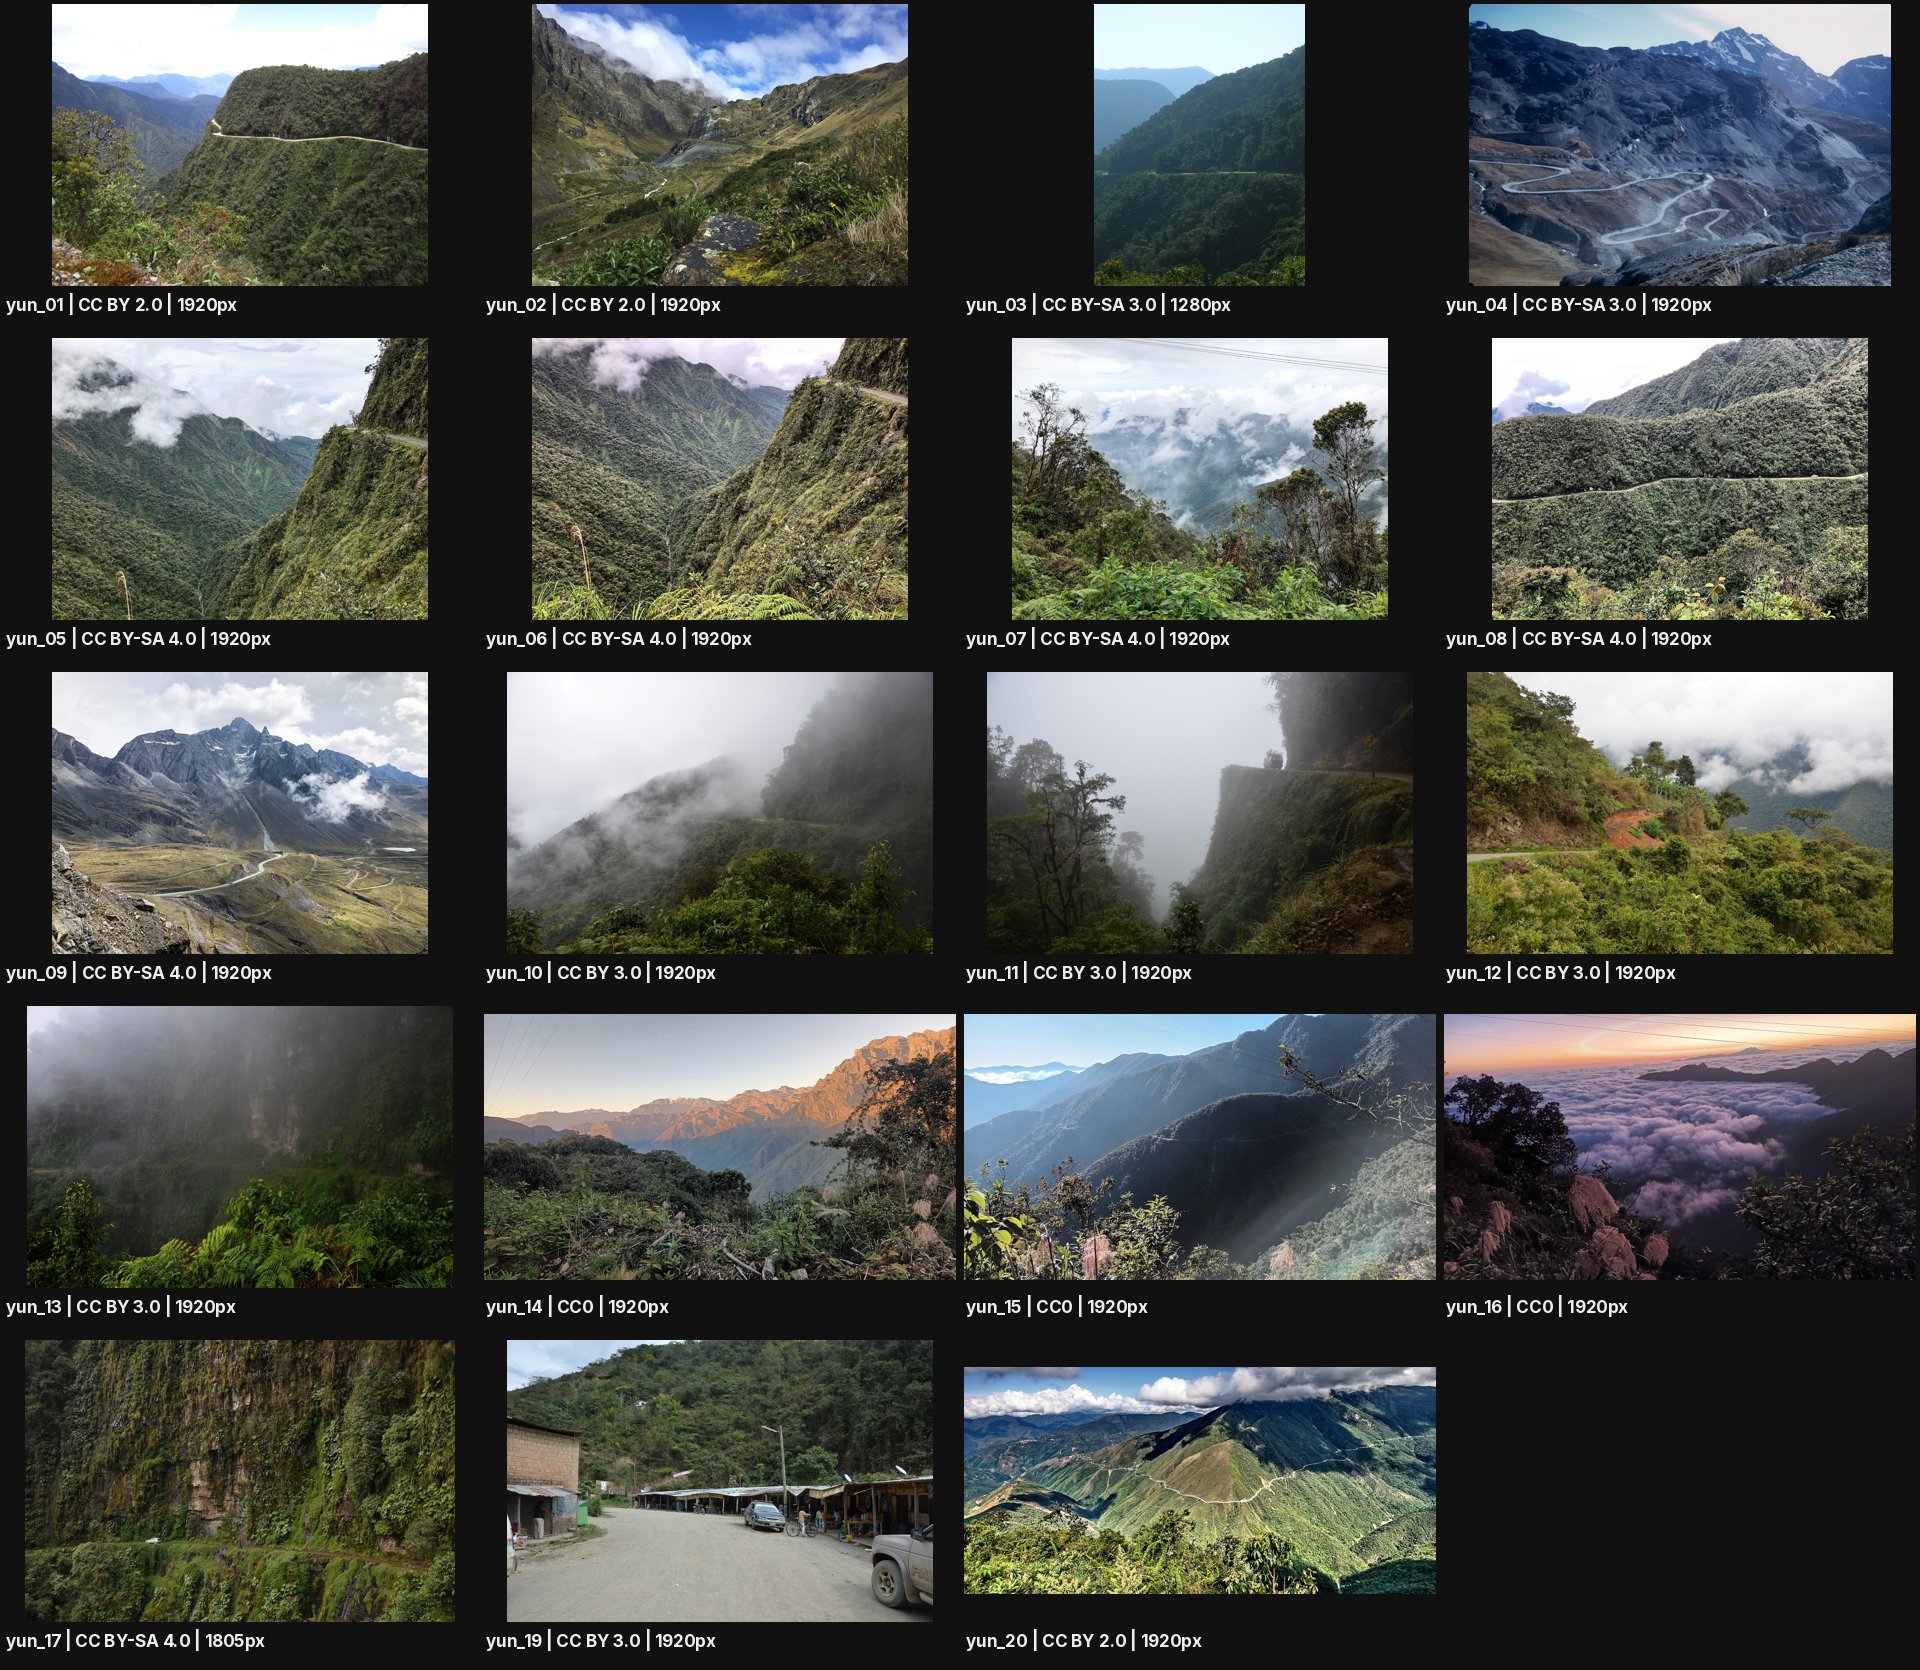 yun_01 | CC BY 2.0 | 1920px
yun_02 | CC BY 2.0 | 1920px
yun_03 | CC BY-SA 3.0 | 1280px
yun_04 | CC BY-SA 3.0 | 1920px
yun_05 | CC BY-SA 4.0 | 1920px
yun_06 | CC BY-SA 4.0 | 1920px
yun_07 | CC BY-SA 4.0 | 1920px
yun_08 | CC BY-SA 4.0 | 1920px
yun_09 | CC BY-SA 4.0 | 1920px
yun_10 | CC BY 3.0 | 1920px
yun_11 | CC BY 3.0 | 1920px
yun_12 | CC BY 3.0 | 1920px
yun_13 | CC BY 3.0 | 1920px
yun_14 | CC0 | 1920px
yun_15 | CC0 | 1920px
yun_16 | CC0 | 1920px
yun_17 | CC BY-SA 4.0 | 1805px
yun_19 | CC BY 3.0 | 1920px
yun_20 | CC BY 2.0 | 1920px